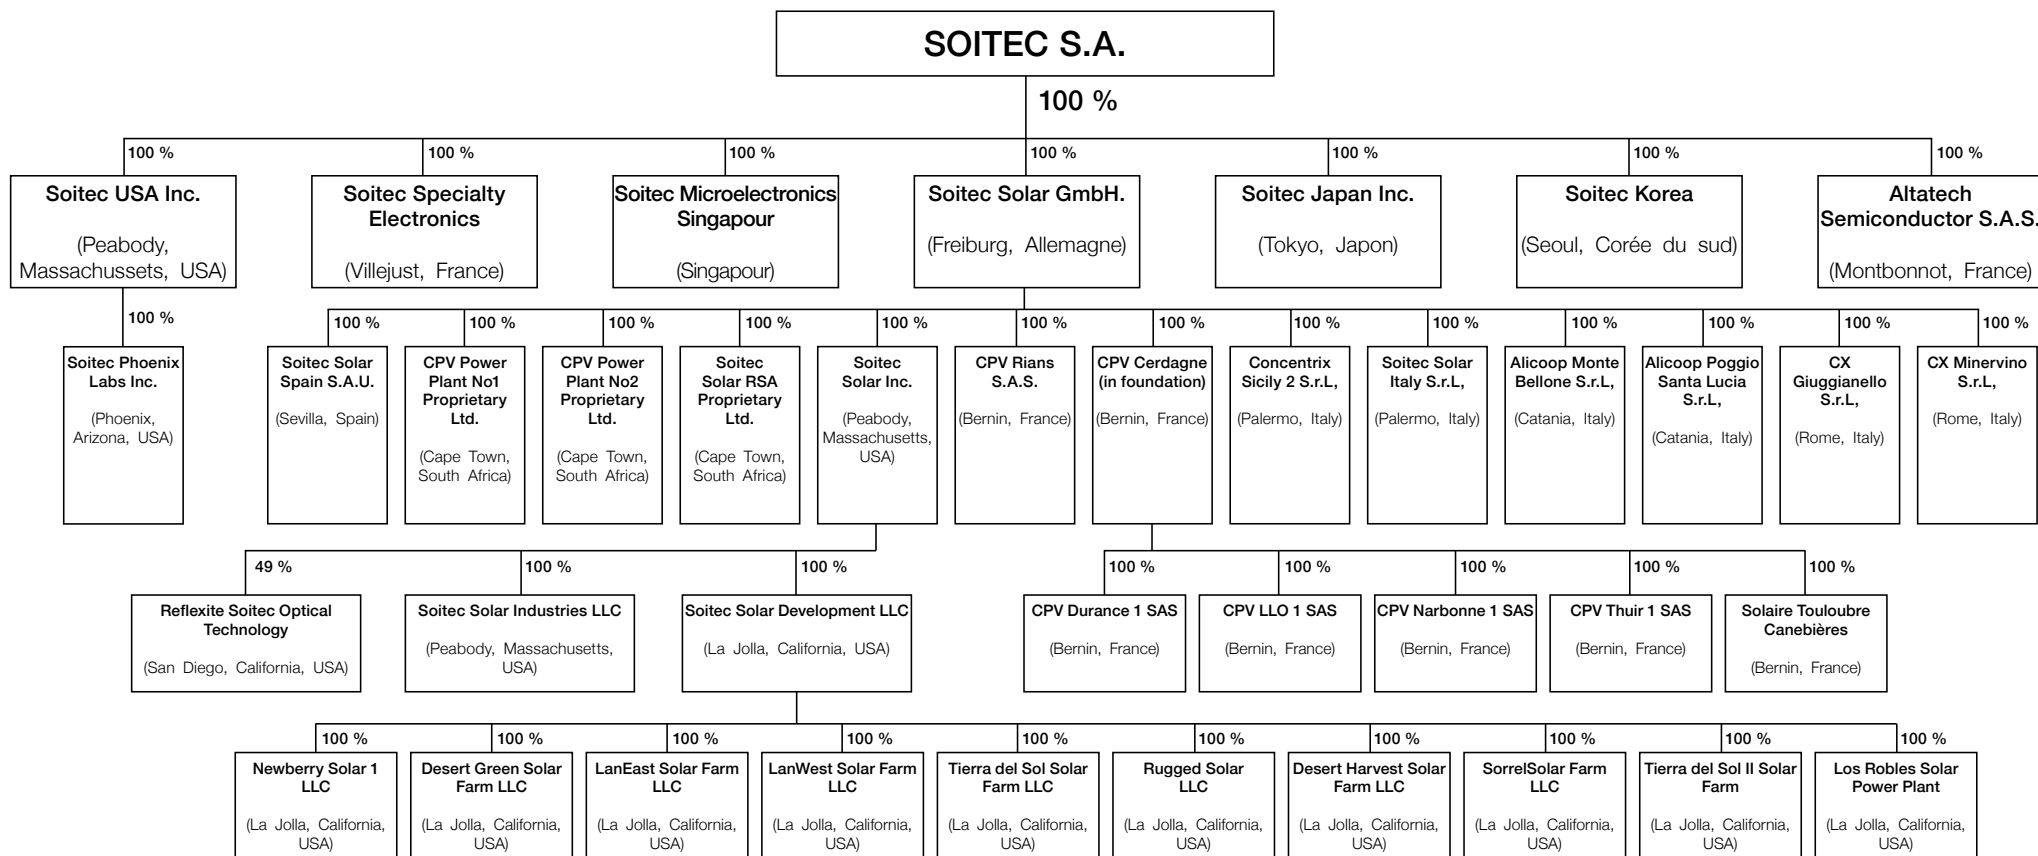 SOITEC S.A.
100 %
100 %
Soitec USA Inc.
(Peabody,
Massachussets, USA)
100 %
Soitec Specialty
Electronics
(Villejust, France)
100 %
Soitec Microelectronics
Singapour
(Singapour)
100 %
Soitec Solar GmbH.
(Freiburg, Allemagne)
100 %
Soitec Japan Inc.
(Tokyo, Japon)
100 %
Soitec Korea
(Seoul, Corée du sud)
100 %
Altatech
Semiconductor S.A.S.
(Montbonnot, France)
100 %
Soitec Phoenix
Labs Inc.
(Phoenix,
Arizona, USA)
100 %
Soitec Solar
Spain S.A.U.
(Sevilla, Spain)
100 %
CPV Power
Plant No1
Proprietary
Ltd.
(Cape Town,
South Africa)
100 %
CPV Power
Plant No2
Proprietary
Ltd.
(Cape Town,
South Africa)
100 %
Soitec
Solar RSA
Proprietary
Ltd.
(Cape Town,
South Africa)
100 %
Soitec
Solar Inc.
(Peabody,
Massachusetts,
USA)
100 %
CPV Rians
S.A.S.
(Bernin, France)
100 %
CPV Cerdagne
(in foundation)
(Bernin, France)
100 %
Concentrix
Sicily 2 S.r.L,
(Palermo, Italy)
100 %
Soitec Solar
Italy S.r.L,
(Palermo, Italy)
100 %
Alicoop Monte
Bellone S.r.L,
(Catania, Italy)
100 %
Alicoop Poggio
Santa Lucia
S.r.L,
(Catania, Italy)
100 %
CX
Giuggianello
S.r.L,
(Rome, Italy)
100 %
CX Minervino
S.r.L,
(Rome, Italy)
49 %
Reflexite Soitec Optical
Technology
(San Diego, California, USA)
100 %
Soitec Solar Industries LLC
(Peabody, Massachusetts,
USA)
100 %
Soitec Solar Development LLC
(La Jolla, California, USA)
100 %
CPV Durance 1 SAS
(Bernin, France)
100 %
CPV LLO 1 SAS
(Bernin, France)
100 %
CPV Narbonne 1 SAS
(Bernin, France)
100 %
CPV Thuir 1 SAS
(Bernin, France)
100 %
Solaire Touloubre
Canebières
(Bernin, France)
100 %
Newberry Solar 1
LLC
(La Jolla, California,
USA)
100 %
Desert Green Solar
Farm LLC
(La Jolla, California,
USA)
100 %
LanEast Solar Farm
LLC
(La Jolla, California,
USA)
100 %
LanWest Solar Farm
LLC
(La Jolla, California,
USA)
100 %
Tierra del Sol Solar
Farm LLC
(La Jolla, California,
USA)
100 %
Rugged Solar
LLC
(La Jolla, California,
USA)
100 %
Desert Harvest Solar
Farm LLC
(La Jolla, California,
USA)
100 %
SorrelSolar Farm
LLC
(La Jolla, California,
USA)
100 %
Tierra del Sol II Solar
Farm
(La Jolla, California,
USA)
100 %
Los Robles Solar
Power Plant
(La Jolla, California,
USA)